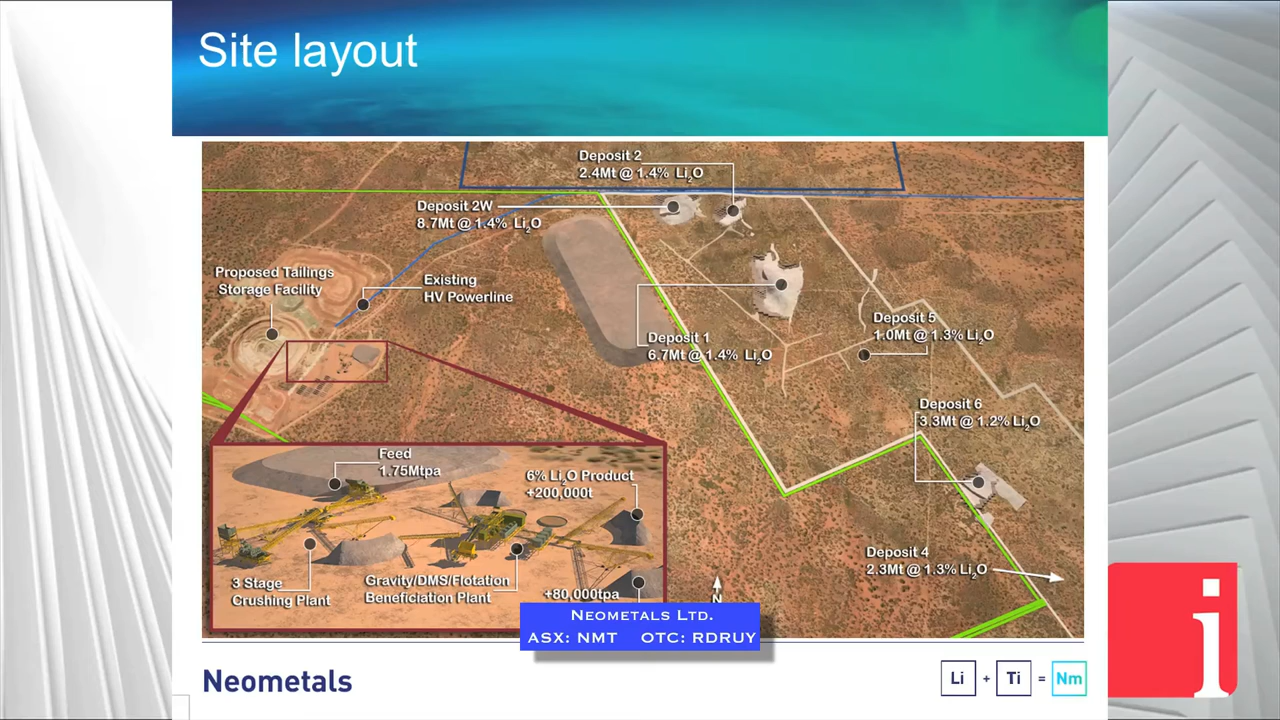 Site layout
Deposit 2
2.4Mt @ 1.4% Li2O
Deposit 2W
8.7Mt @ 1.4% Li2O
Proposed Tailings
Storage Facility
Existing
HV Powerline
Deposit 5
1.0Mt @ 1.3% Li2O
Deposit 1
6.7Mt @ 1.4% Li2O
Deposit 6
3.3Mt @ 1.2% Li2O
Feed
1.75Mtpa
6% Li2O Product
+200,000t
Deposit 4
2.3Mt @ 1.3% Li2O
3 Stage
Crushing Plant
Gravity/DMS/Flotation
Beneficiation Plant
+80,000tpa
N
Neometals Ltd.
ASX: NMT OTC: RDRUY
Neometals
Li + Ti = Nm
i